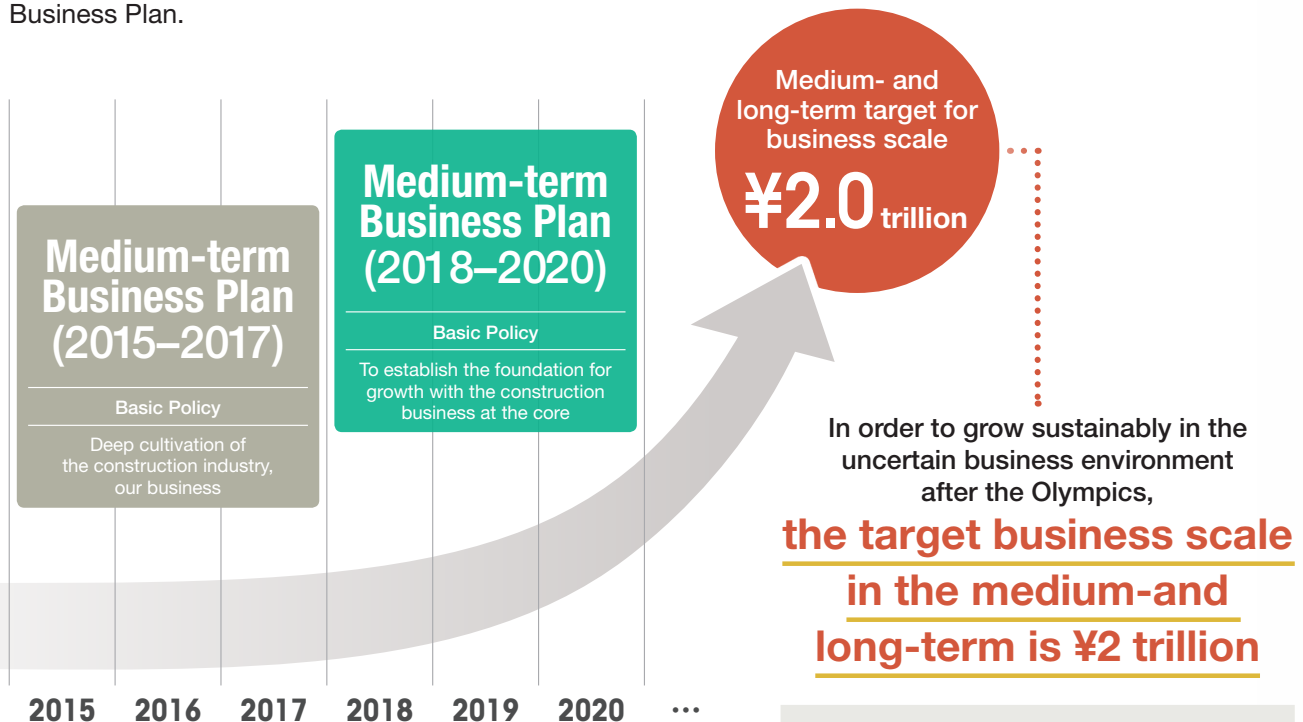 Business Plan.
Medium-term
Business Plan
(2015–2017)
Basic Policy
Deep cultivation of
the construction industry,
our business
Medium-term
Business Plan
(2018–2020)
Basic Policy
To establish the foundation for
growth with the construction
business at the core
Medium- and
long-term target for
business scale
¥2.0 trillion
In order to grow sustainably in the
uncertain business environment
after the Olympics,
the target business scale
in the medium-and
long-term is ¥2 trillion
2015 2016 2017 2018 2019 2020 ...